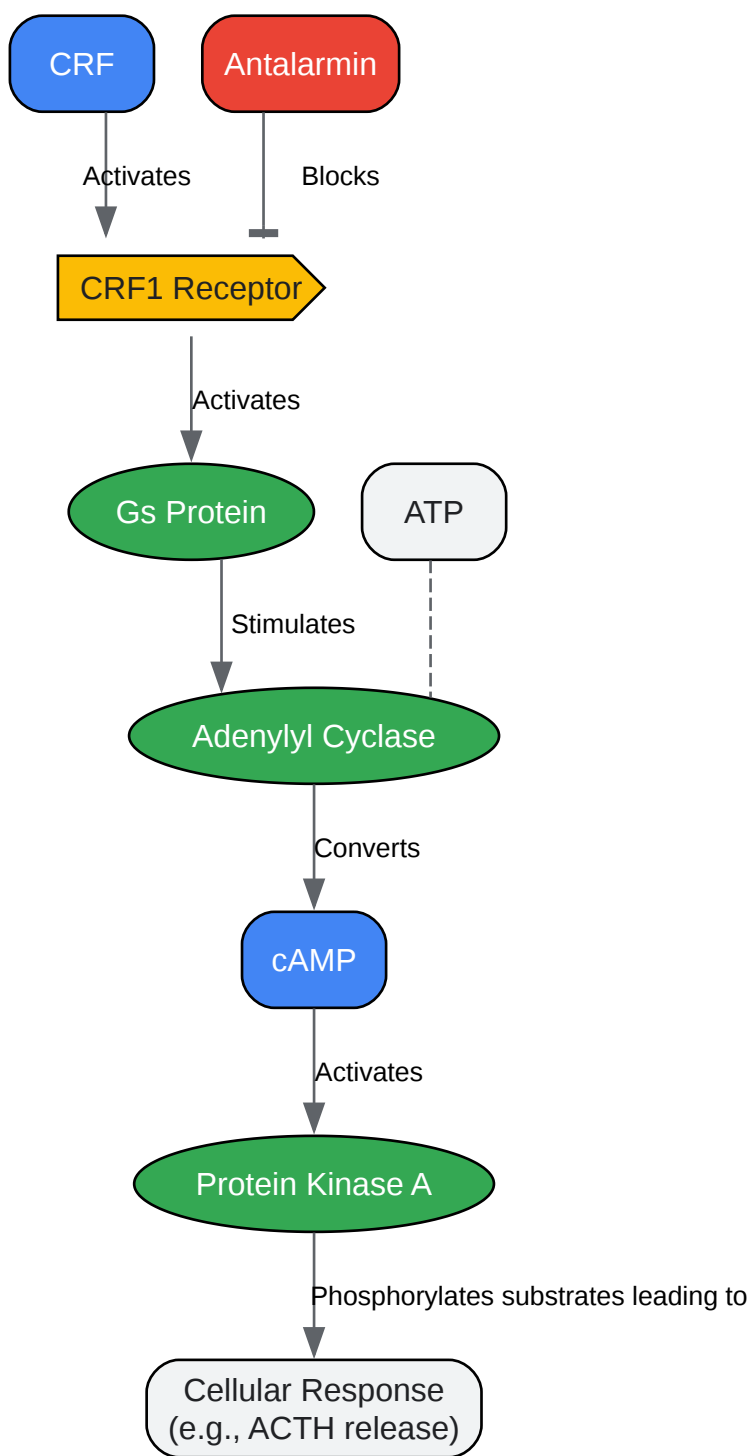 CRF
Antalarmin
Activates
Blocks
CRF1 Receptor
Activates
Gs Protein
ATP
Stimulates
Adenylyl Cyclase
Converts
cAMP
Activates
Protein Kinase A
Phosphorylates substrates leading to
Cellular Response
(e.g., ACTH release)